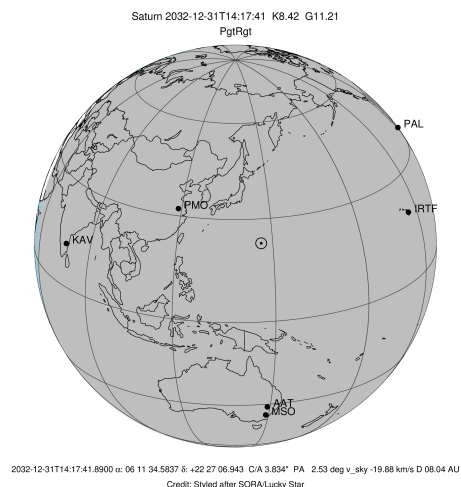 Saturn 2032-12-31T14:17:41 K8.42 G11.21
PgtRgt
PAL
PMO
IRTF
KAV
AAT
MSO
2032-12-31T14:17:41.8900 α: 06 11 34.5837 δ: +22 27 06.943 C/A 3.834" PA 2.53 deg v_sky -19.88 km/s D 08.04 AU
Credit: Styled after SORA/Lucky Star